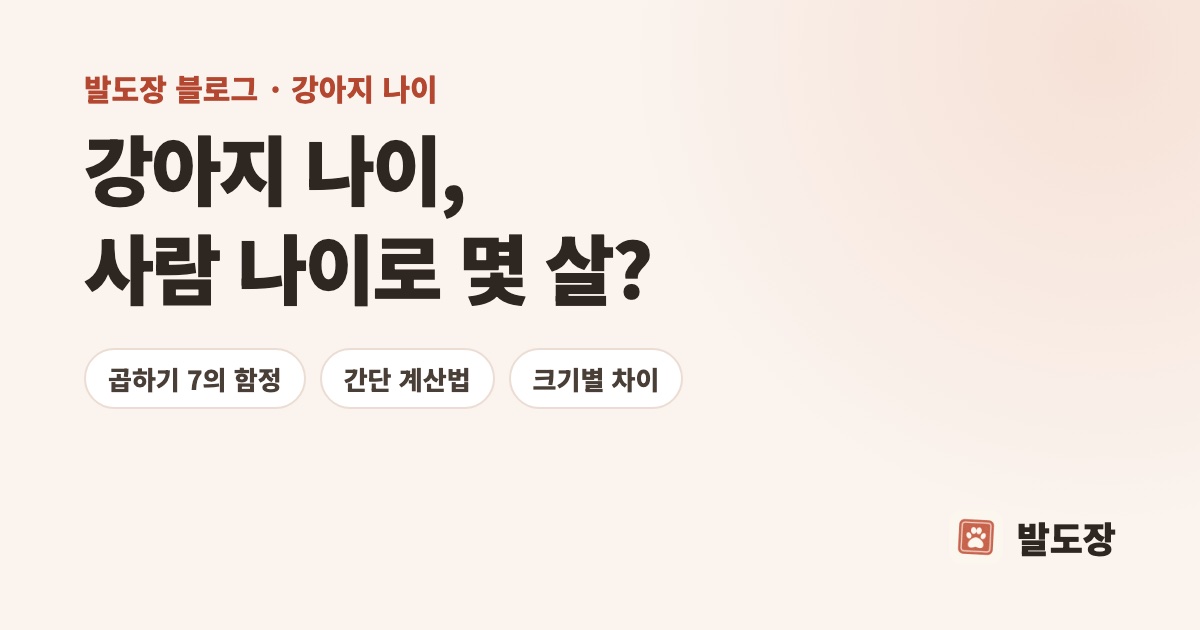 발도장 블로그 · 강아지 나이
강아지 나이,
사람 나이로 몇 살?
곱하기 7의 함정 간단 계산법 크기별 차이
발도장